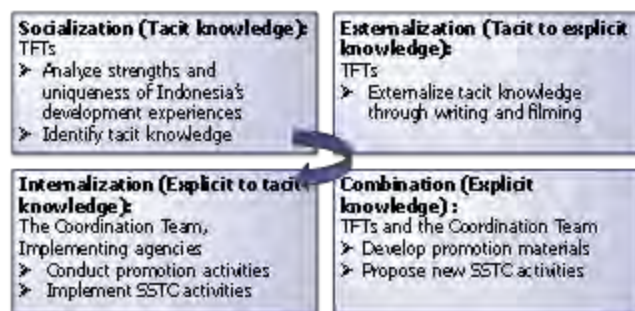 Socialization (Tacit knowledge):
TFTs
➢ Analyze strengths and
uniqueness of Indonesia's
development experiences
➢ Identify tacit knowledge
Externalization (Tacit to explicit
knowledge):
TFTs
➢ Externalize tacit knowledge
through writing and filming
Internalization (Explicit to tacit
knowledge):
The Coordination Team,
Implementing agencies
➢ Conduct promotion activities
➢ Implement SSTC activities
Combination (Explicit
knowledge) :
TFTs and the Coordination Team
➢ Develop promotion materials
➢ Propose new SSTC activities